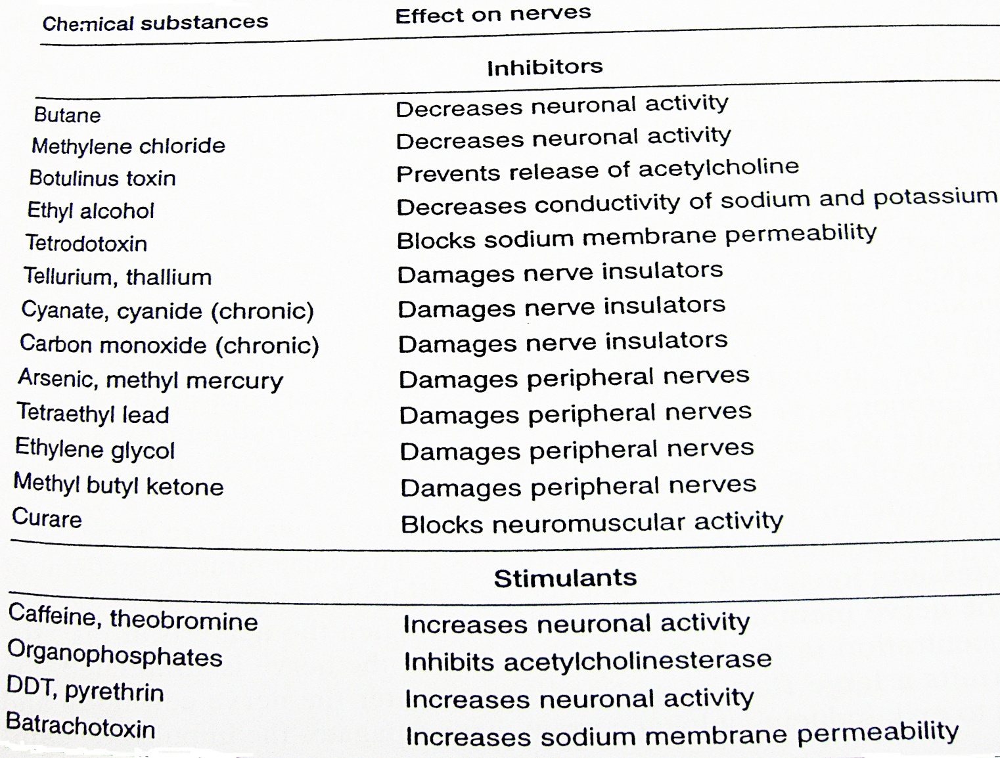 Chemical substances Effect on nerves
Inhibitors
Butane Decreases neuronal activity
Methylene chloride Decreases neuronal activity
Botulinus toxin Prevents release of acetylcholine
Ethyl alcohol Decreases conductivity of sodium and potassium
Tetrodotoxin Blocks sodium membrane permeability
Tellurium, thallium Damages nerve insulators
Cyanate, cyanide (chronic) Damages nerve insulators
Carbon monoxide (chronic) Damages nerve insulators
Arsenic, methyl mercury Damages peripheral nerves
Tetraethyl lead Damages peripheral nerves
Ethylene glycol Damages peripheral nerves
Methyl butyl ketone Damages peripheral nerves
Curare Blocks neuromuscular activity
Stimulants
Caffeine, theobromine Increases neuronal activity
Organophosphates Inhibits acetylcholinesterase
DDT, pyrethrin Increases neuronal activity
Batrachotoxin Increases sodium membrane permeability